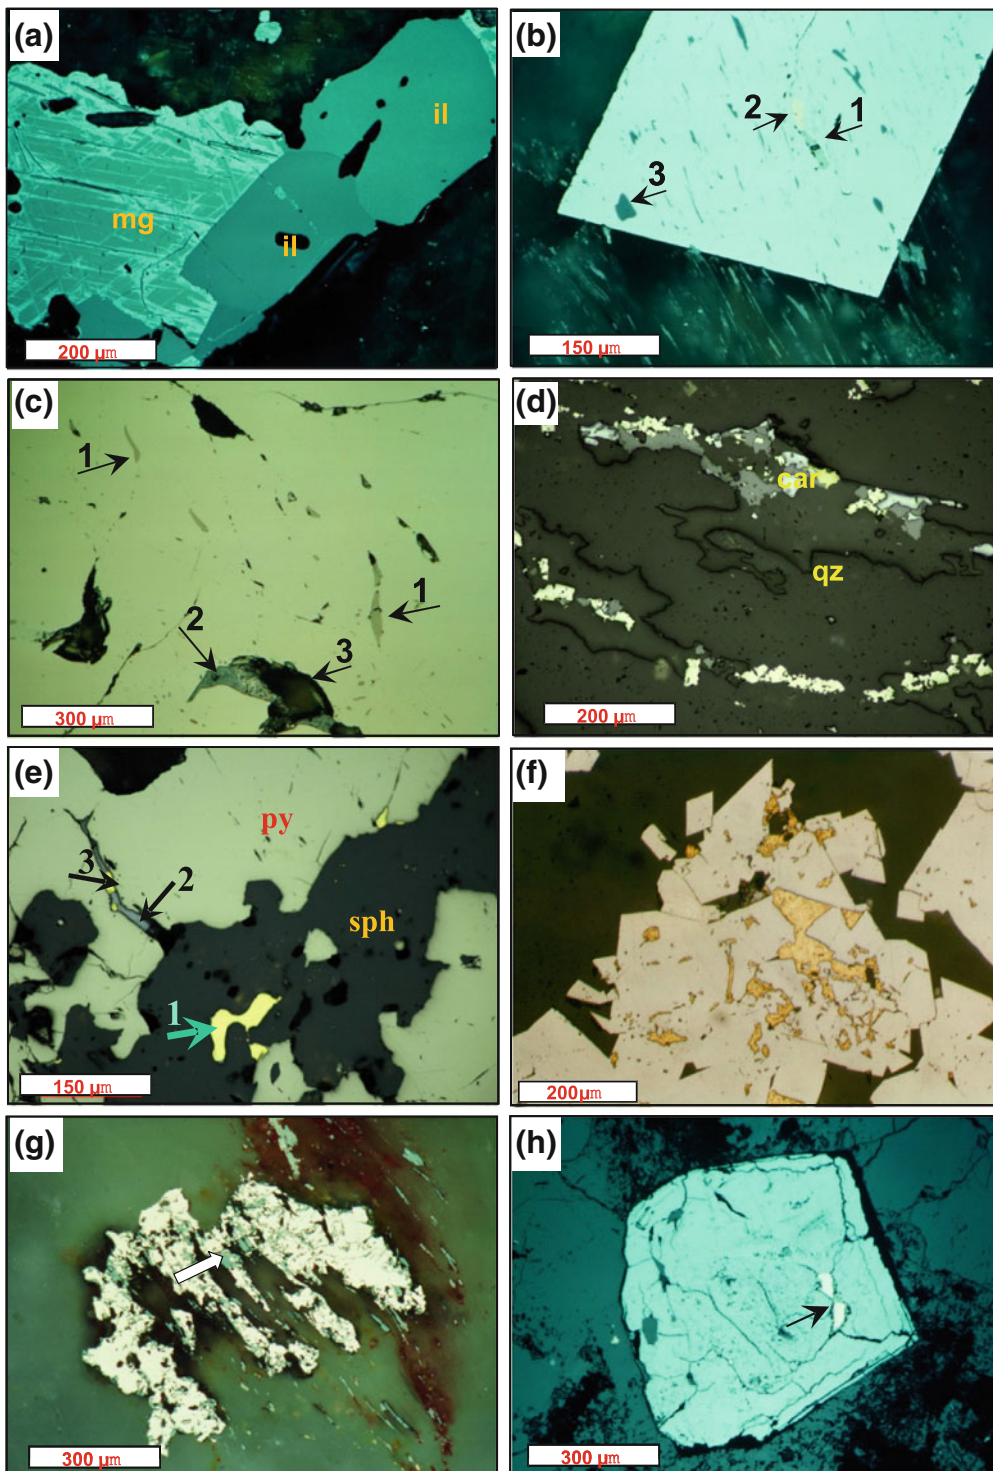 (a)
il
mg
il
200 µm
(b)
2
1
3
150 µm
(c)
1
1
2
3
300 µm
(d)
car
qz
200 µm
(e)
py
3
2
sph
1
150 µm
(f)
200µm
(g)
300 µm
(h)
300 µm